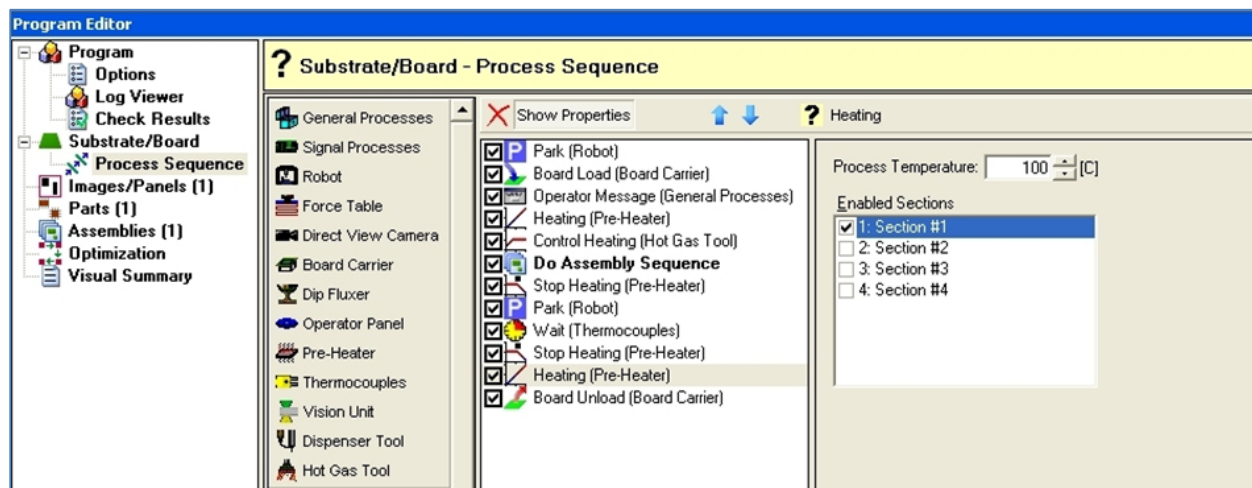 Program Editor
Program
Options
Log Viewer
Check Results
Substrate/Board
Process Sequence
Images/Panels (1)
Parts (1)
Assemblies (1)
Optimization
Visual Summary
? Substrate/Board - Process Sequence
General Processes
Signal Processes
Robot
Force Table
Direct View Camera
Board Carrier
Dip Fluxer
Operator Panel
Pre-Heater
Thermocouples
Vision Unit
Dispenser Tool
Hot Gas Tool
Show Properties
? Heating
P Park (Robot)
Board Load (Board Carrier)
Operator Message (General Processes)
Heating (Pre-Heater)
Control Heating (Hot Gas Tool)
Do Assembly Sequence
Stop Heating (Pre-Heater)
P Park (Robot)
Wait (Thermocouples)
Stop Heating (Pre-Heater)
Heating (Pre-Heater)
Board Unload (Board Carrier)
Process Temperature: 100 [C]
Enabled Sections
1: Section #1
2: Section #2
3: Section #3
4: Section #4